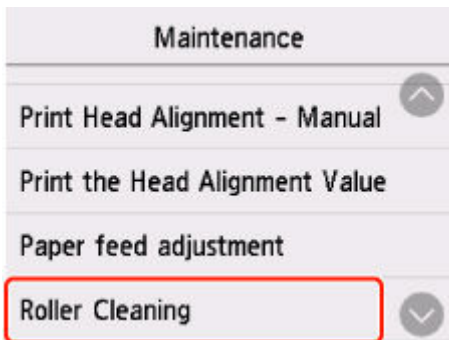 Maintenance
Print Head Alignment - Manual
Print the Head Alignment Value
Paper feed adjustment
Roller Cleaning